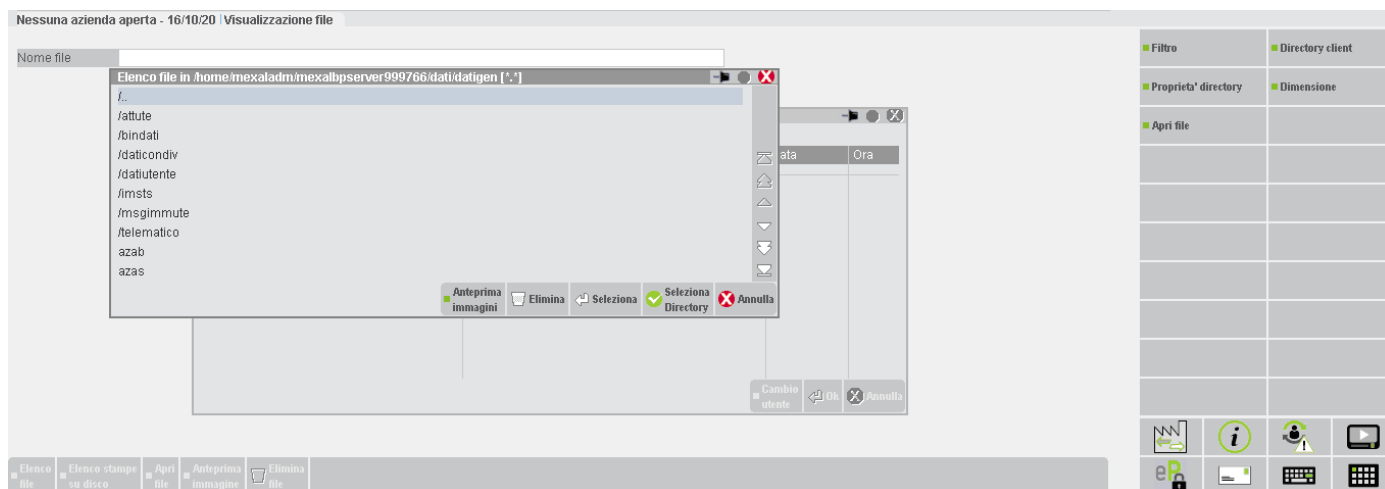 Nessuna azienda aperta - 16/10/20 | Visualizzazione file
Nome file
Elenco file in /home/mexaladm/mexalbpserver999766/dati/datigen [*.*]
/..
/attute
/bindati
/daticondiv
/datiutente
/imsts
/msgimmute
/telematico
azab
azas
Anteprima immagini
Elimina
Seleziona
Seleziona Directory
Annulla
ata
Ora
Cambio utente
Ok
Annulla
Elenco file
Elenco stampe su disco
Apri file
Anteprima immagine
Elimina file
Filtro
Directory client
Proprieta' directory
Dimensione
Apri file